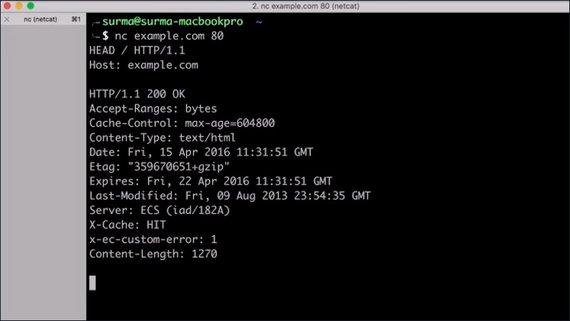 2. nc example.com 80 (netcat)
nc (netcat) ⌘1
surma@surma-macbookpro ~
$ nc example.com 80
HEAD / HTTP/1.1
Host: example.com
HTTP/1.1 200 OK
Accept-Ranges: bytes
Cache-Control: max-age=604800
Content-Type: text/html
Date: Fri, 15 Apr 2016 11:31:51 GMT
Etag: "359670651+gzip"
Expires: Fri, 22 Apr 2016 11:31:51 GMT
Last-Modified: Fri, 09 Aug 2013 23:54:35 GMT
Server: ECS (iad/182A)
X-Cache: HIT
x-ec-custom-error: 1
Content-Length: 1270